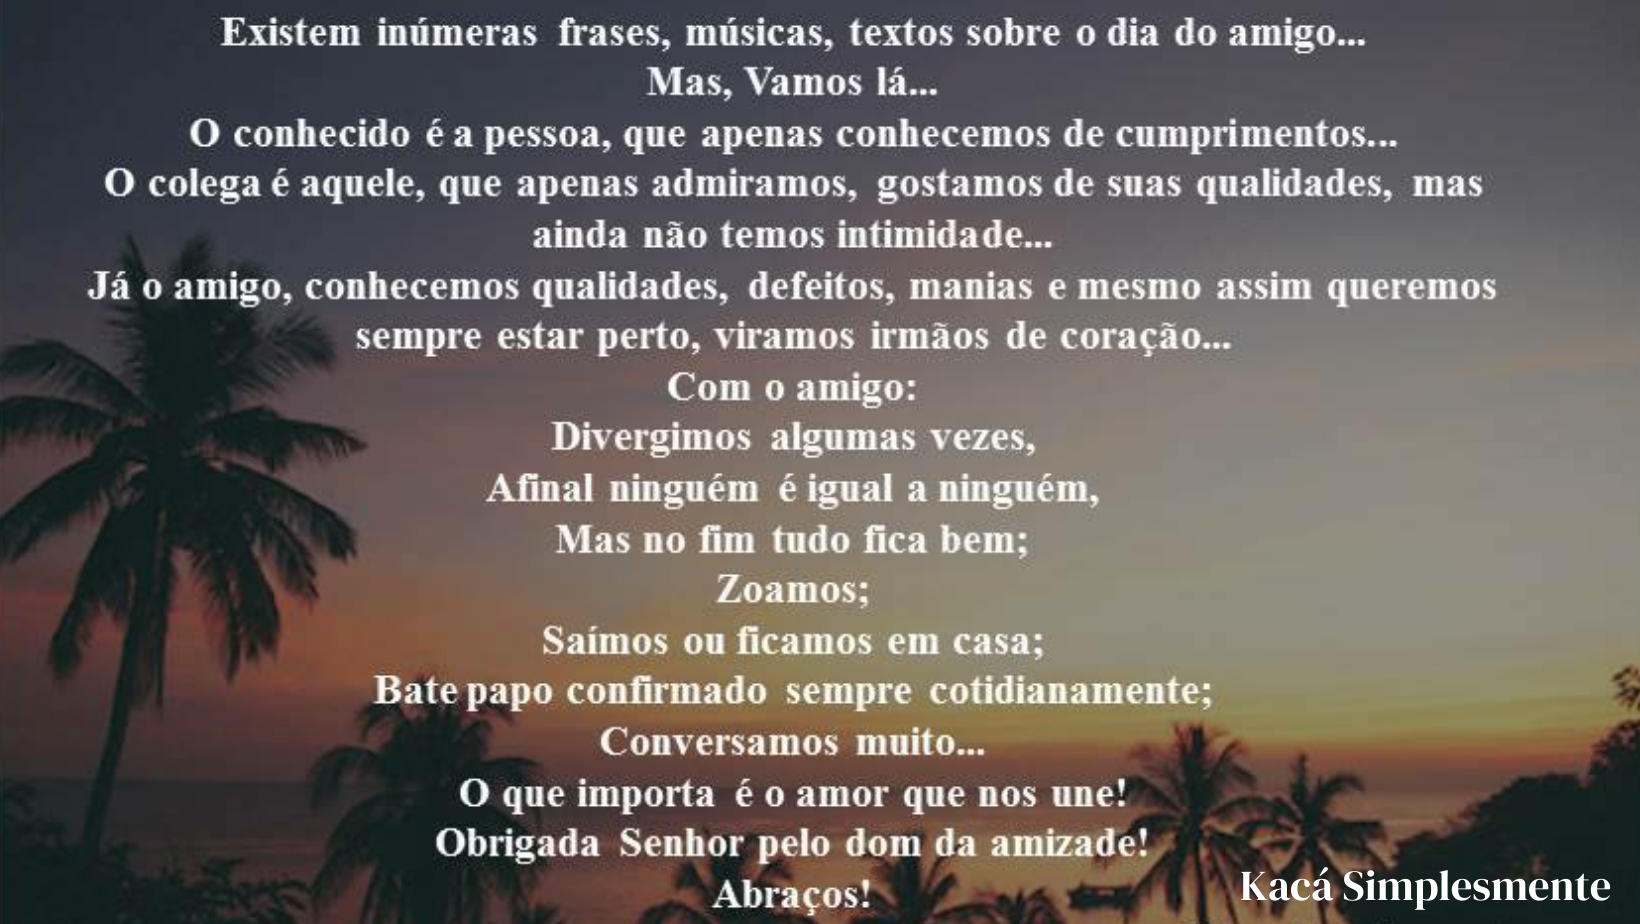 Existem inúmeras frases, músicas, textos sobre o dia do amigo...
Mas, Vamos lá...
O conhecido é a pessoa, que apenas conhecemos de cumprimentos...
O colega é aquele, que apenas admiramos, gostamos de suas qualidades, mas
ainda não temos intimidade...
Já o amigo, conhecemos qualidades, defeitos, manias e mesmo assim queremos
sempre estar perto, viramos irmãos de coração...
Com o amigo:
Divergimos algumas vezes,
Afinal ninguém é igual a ninguém,
Mas no fim tudo fica bem;
Zoamos;
Saímos ou ficamos em casa;
Bate papo confirmado sempre cotidianamente;
Conversamos muito...
O que importa é o amor que nos une!
Obrigada Senhor pelo dom da amizade!
Abraços!
Kacá Simplesmente